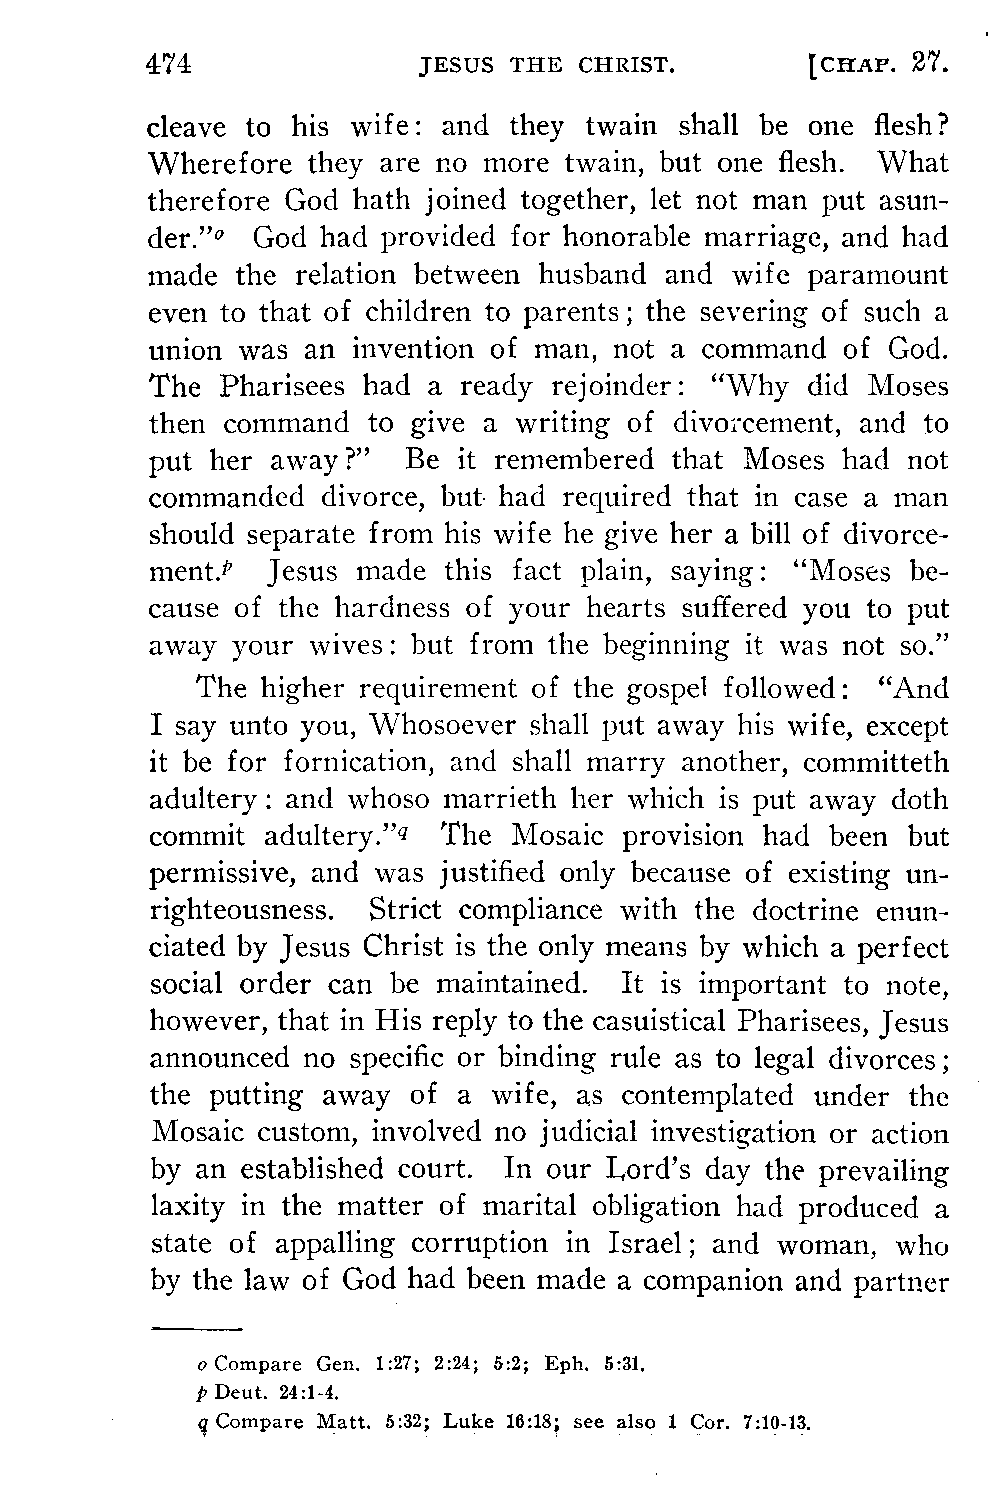 474 JESUS THE CHRIST. [CHAP. 27.
cleave to his wife: and they twain shall be one flesh?
Wherefore they are no more twain, but one flesh. What
therefore God hath joined together, let not man put asun-
der."o God had provided for honorable marriage, and had
made the relation between husband and wife paramount
even to that of children to parents; the severing of such a
union was an invention of man, not a command of God.
The Pharisees had a ready rejoinder: "Why did Moses
then command to give a writing of divorcement, and to
put her away?" Be it remembered that Moses had not
commanded divorce, but had required that in case a man
should separate from his wife he give her a bill of divorce-
ment.p Jesus made this fact plain, saying: "Moses be-
cause of the hardness of your hearts suffered you to put
away your wives: but from the beginning it was not so."
The higher requirement of the gospel followed: "And
I say unto you, Whosoever shall put away his wife, except
it be for fornication, and shall marry another, committeth
adultery: and whoso marrieth her which is put away doth
commit adultery."q The Mosaic provision had been but
permissive, and was justified only because of existing un-
righteousness. Strict compliance with the doctrine enun-
ciated by Jesus Christ is the only means by which a perfect
social order can be maintained. It is important to note,
however, that in His reply to the casuistical Pharisees, Jesus
announced no specific or binding rule as to legal divorces;
the putting away of a wife, as contemplated under the
Mosaic custom, involved no judicial investigation or action
by an established court. In our Lord's day the prevailing
laxity in the matter of marital obligation had produced a
state of appalling corruption in Israel; and woman, who
by the law of God had been made a companion and partner
o Compare Gen. 1:27; 2:24; 5:2; Eph. 5:31.
p Deut. 24:1-4.
q Compare Matt. 5:32; Luke 16:18; see also 1 Cor. 7:10-13.